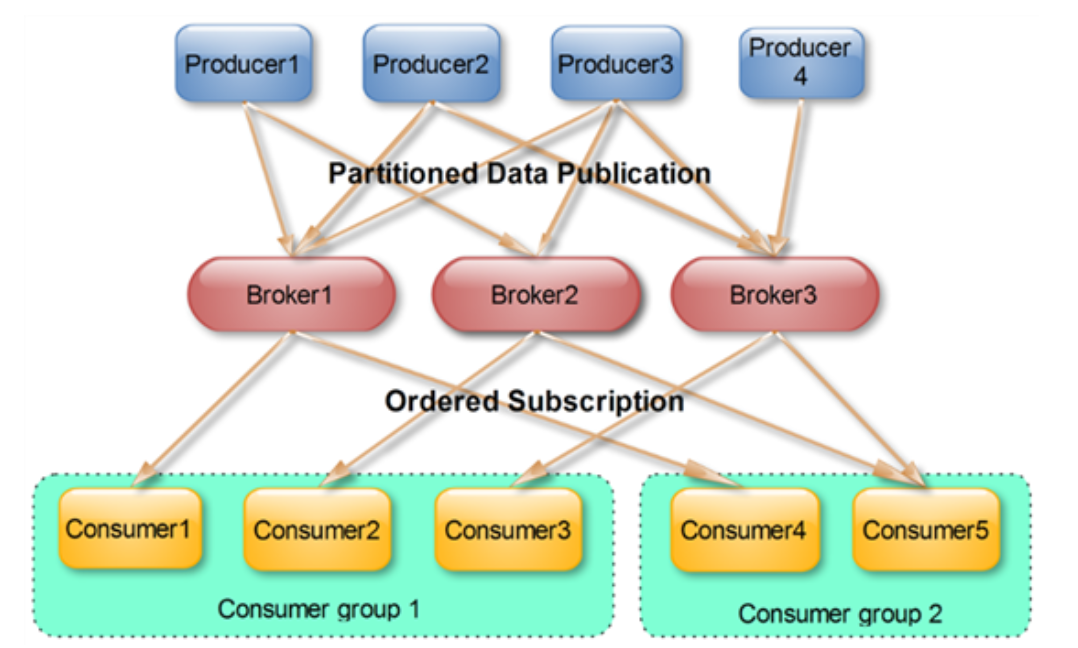 Producer1
Producer2
Producer3
Producer
4
Partitioned Data Publication
Broker1
Broker2
Broker3
Ordered Subscription
Consumer1
Consumer2
Consumer3
Consumer4
Consumer5
Consumer group 1
Consumer group 2